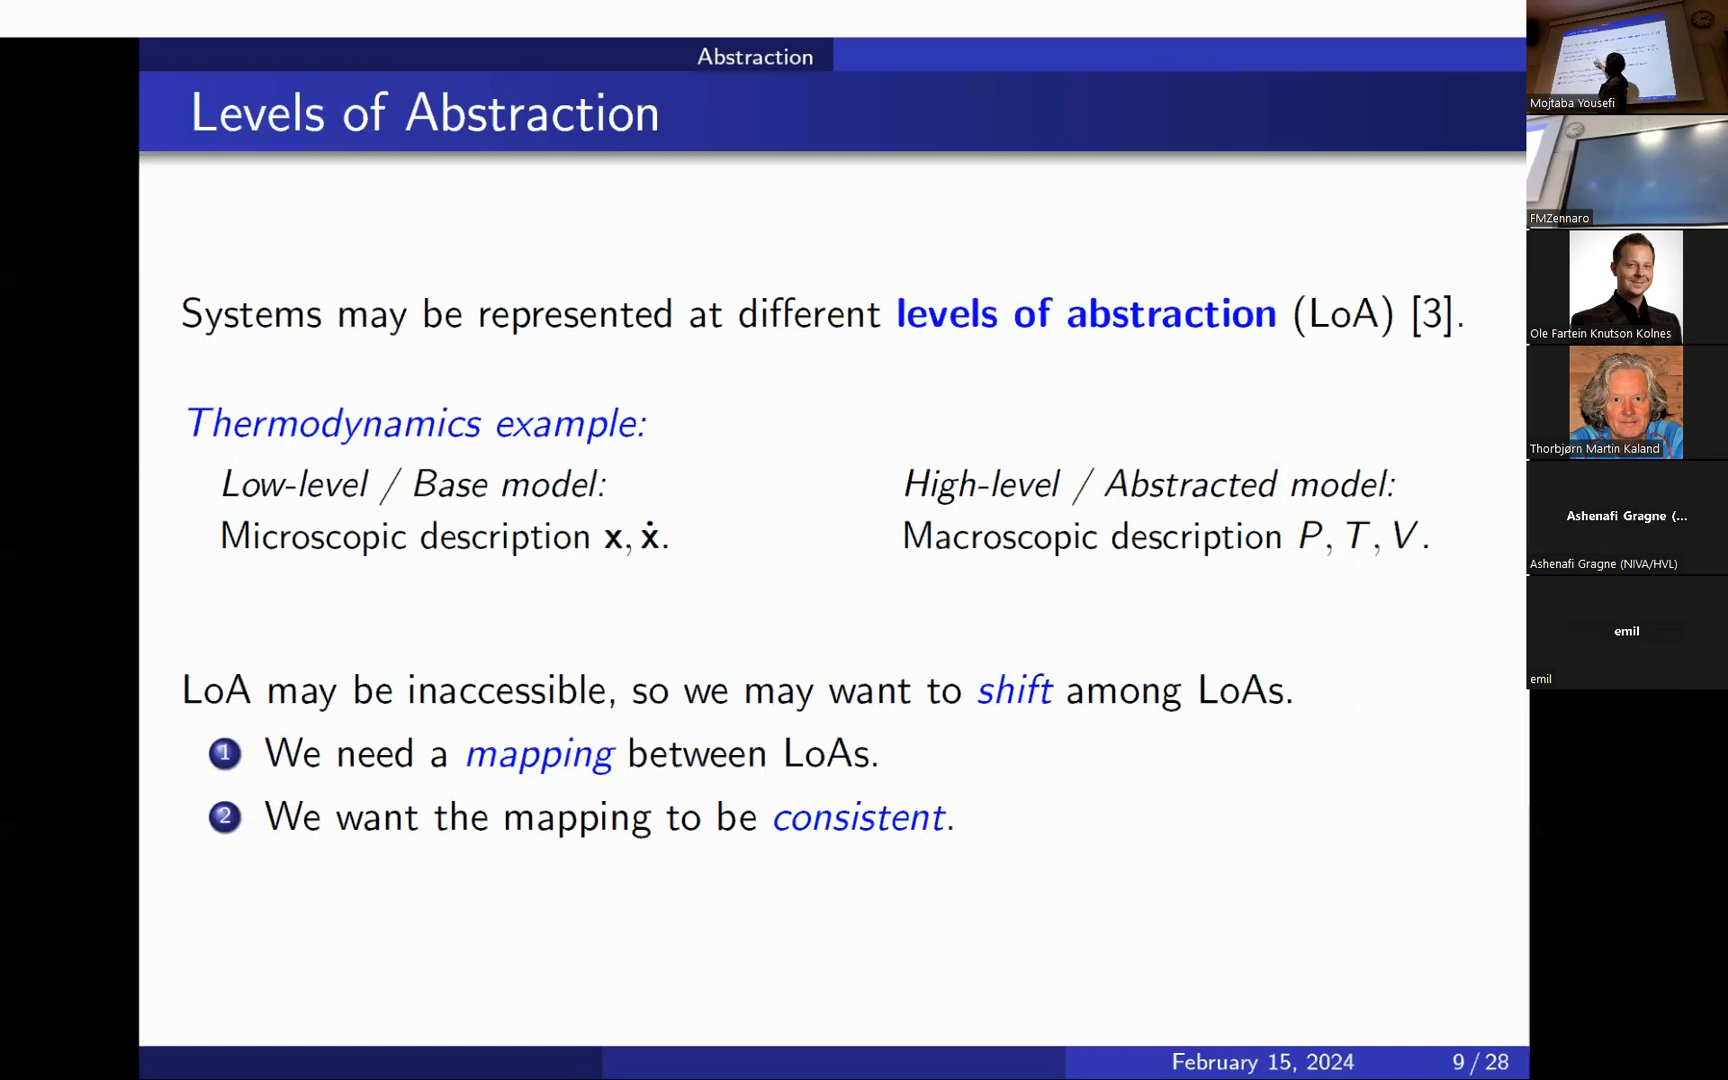 Abstraction
Levels of Abstraction
Systems may be represented at different levels of abstraction (LoA) [3].
Thermodynamics example:
Low-level / Base model:
Microscopic description x, ẋ.
High-level / Abstracted model:
Macroscopic description P, T, V.
LoA may be inaccessible, so we may want to shift among LoAs.
1 We need a mapping between LoAs.
2 We want the mapping to be consistent.
February 15, 2024 9 / 28
Mojtaba Yousefi
FMZennaro
Ole Fartein Knutson Kolnes
Thorbjørn Martin Kaland
Ashenafi Gragne (...
Ashenafi Gragne (NIVA/HVL)
emil
emil